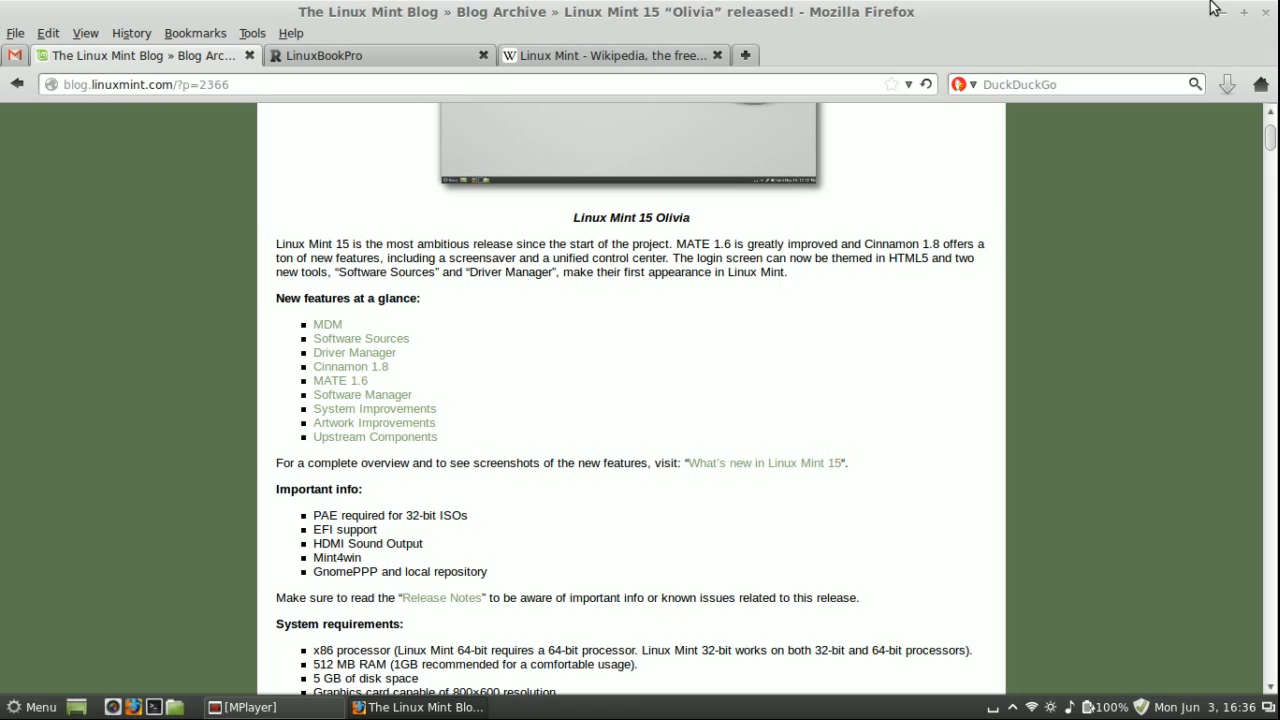 The Linux Mint Blog » Blog Archive » Linux Mint 15 “Olivia” released! - Mozilla Firefox
File Edit View History Bookmarks Tools Help
The Linux Mint Blog » Blog Arc... LinuxBookPro Linux Mint - Wikipedia, the free...
blog.linuxmint.com/?p=2366 DuckDuckGo
Linux Mint 15 Olivia
Linux Mint 15 is the most ambitious release since the start of the project. MATE 1.6 is greatly improved and Cinnamon 1.8 offers a
ton of new features, including a screensaver and a unified control center. The login screen can now be themed in HTML5 and two
new tools, “Software Sources” and “Driver Manager”, make their first appearance in Linux Mint.
New features at a glance:
MDM
Software Sources
Driver Manager
Cinnamon 1.8
MATE 1.6
Software Manager
System Improvements
Artwork Improvements
Upstream Components
For a complete overview and to see screenshots of the new features, visit: “What’s new in Linux Mint 15“.
Important info:
PAE required for 32-bit ISOs
EFI support
HDMI Sound Output
Mint4win
GnomePPP and local repository
Make sure to read the “Release Notes” to be aware of important info or known issues related to this release.
System requirements:
x86 processor (Linux Mint 64-bit requires a 64-bit processor. Linux Mint 32-bit works on both 32-bit and 64-bit processors).
512 MB RAM (1GB recommended for a comfortable usage).
5 GB of disk space
Graphics card capable of 800×600 resolution
Menu [MPlayer] The Linux Mint Blo... 100% Mon Jun 3, 16:36